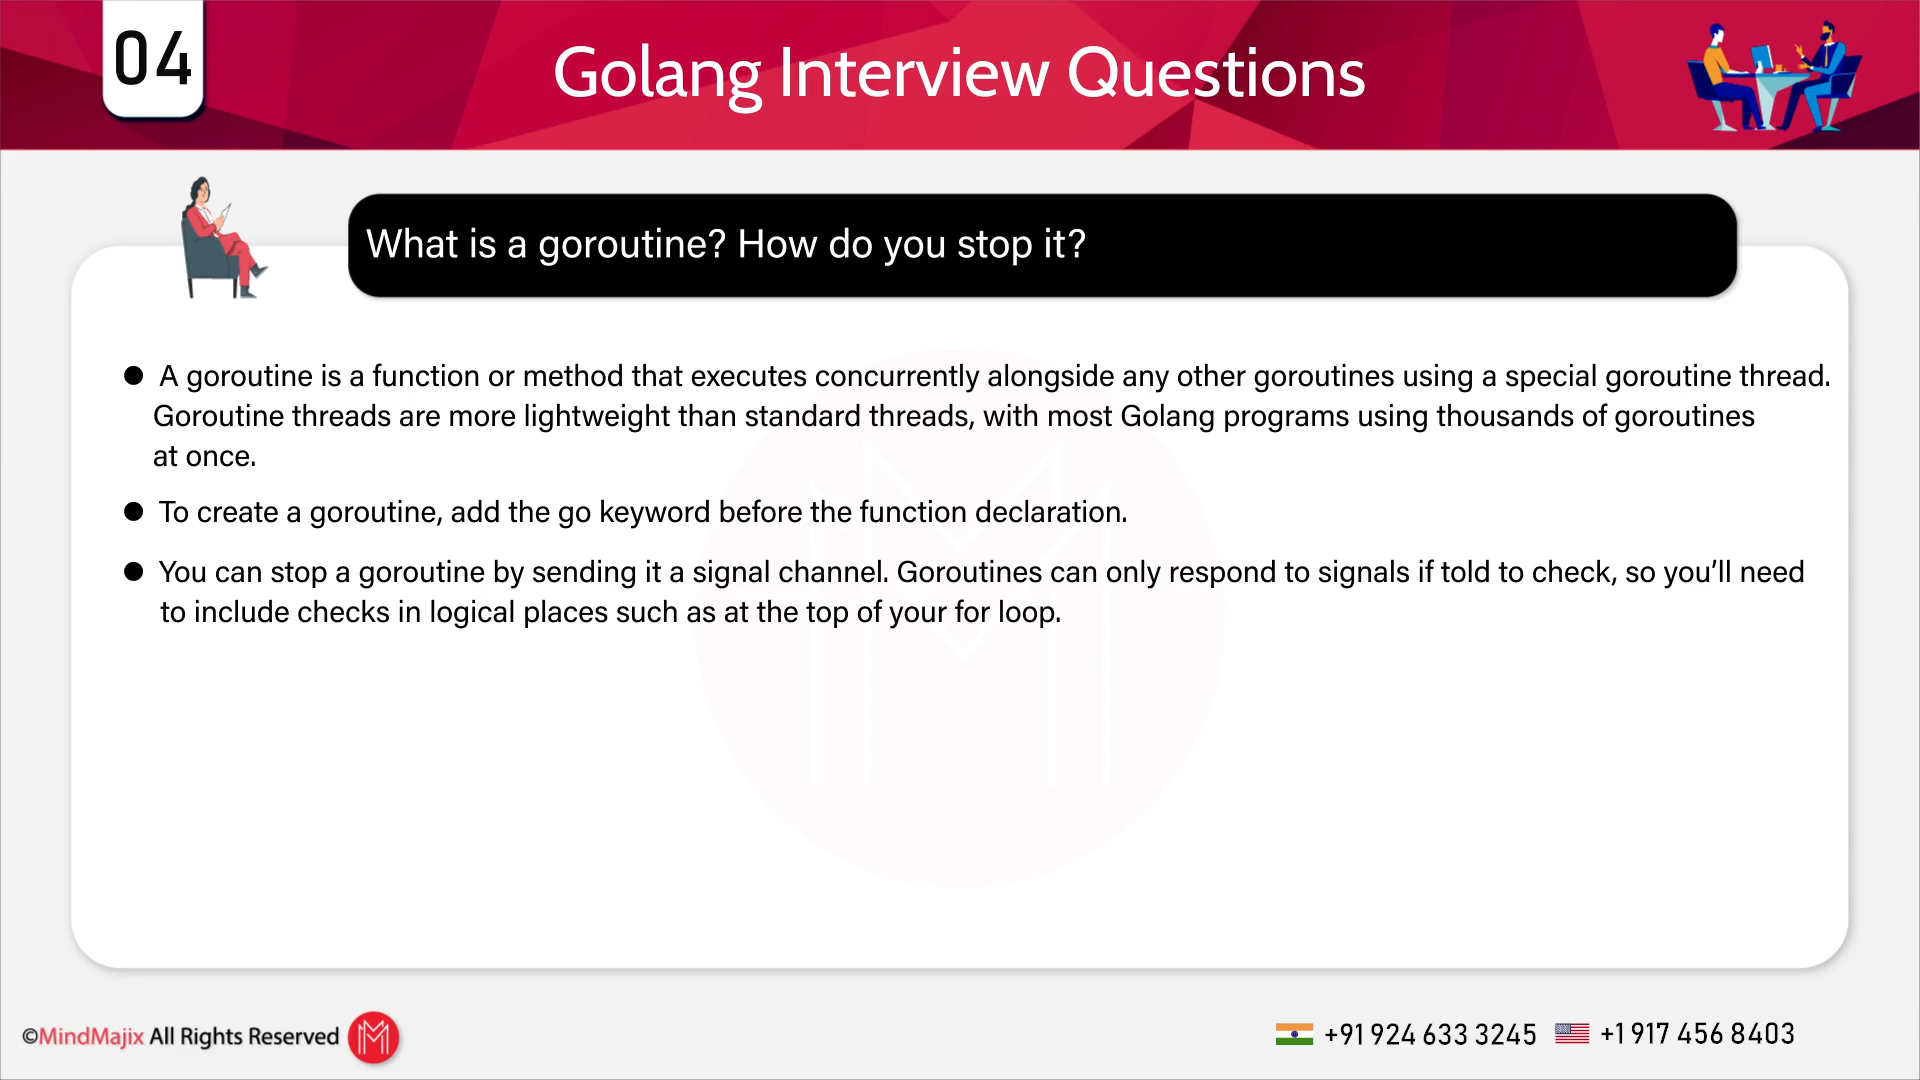 04
Golang Interview Questions
What is a goroutine? How do you stop it?
● A goroutine is a function or method that executes concurrently alongside any other goroutines using a special goroutine thread.
Goroutine threads are more lightweight than standard threads, with most Golang programs using thousands of goroutines
at once.
● To create a goroutine, add the go keyword before the function declaration.
● You can stop a goroutine by sending it a signal channel. Goroutines can only respond to signals if told to check, so you’ll need
to include checks in logical places such as at the top of your for loop.
©MindMajix All Rights Reserved
+91 924 633 3245 +1 917 456 8403